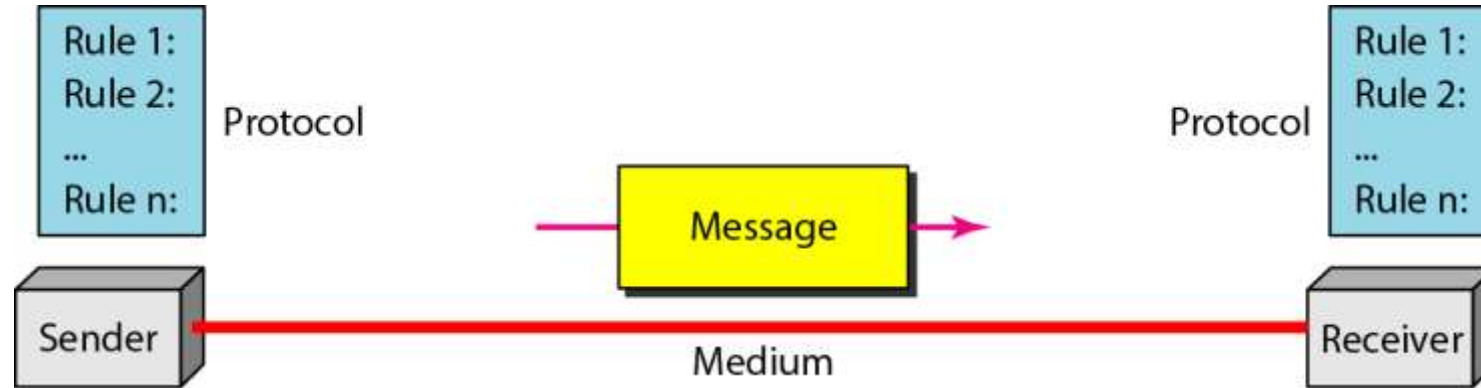 Rule 1:
Rule 2:
...
Rule n:
Protocol
Message
Protocol
Rule 1:
Rule 2:
...
Rule n:
Sender
Medium
Receiver